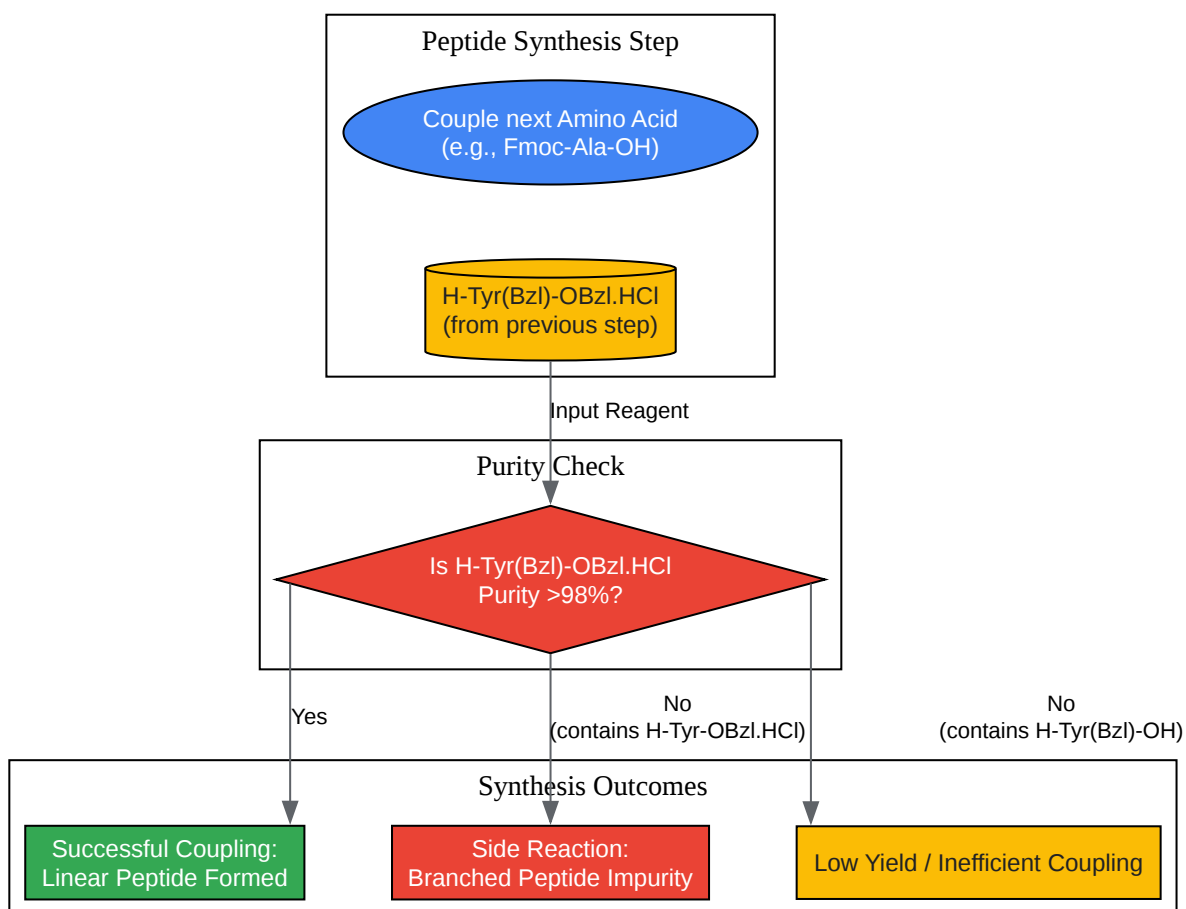 Peptide Synthesis Step
Couple next Amino Acid
(e.g., Fmoc-Ala-OH)
H-Tyr(Bzl)-OBzl.HCl
(from previous step)
Input Reagent
Purity Check
Is H-Tyr(Bzl)-OBzl.HCl
Purity >98%?
Yes
No
(contains H-Tyr-OBzl.HCl)
No
(contains H-Tyr(Bzl)-OH)
Synthesis Outcomes
Successful Coupling:
Linear Peptide Formed
Side Reaction:
Branched Peptide Impurity
Low Yield / Inefficient Coupling